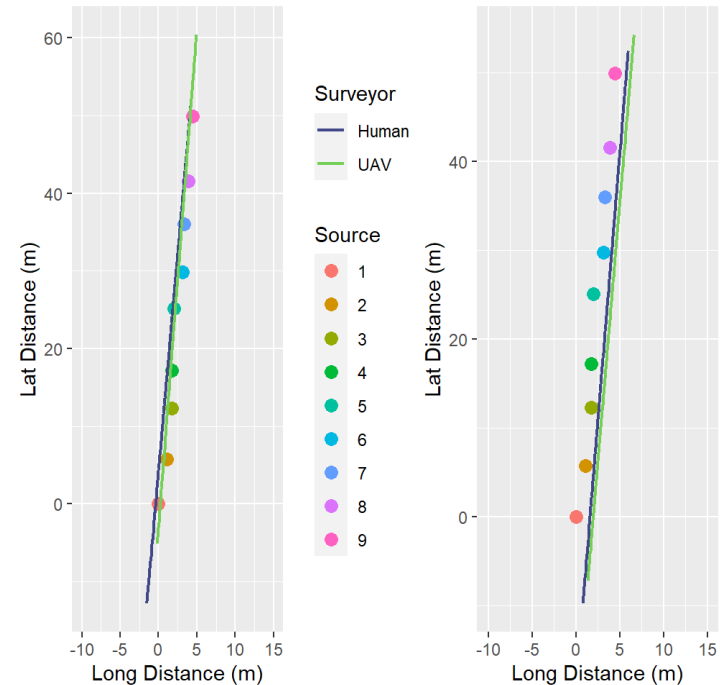 60
40
20
0
Lat Distance (m)
-10 -5 0 5 10 15
Long Distance (m)
Surveyor
Human
UAV
Source
1
2
3
4
5
6
7
8
9
40
20
0
Lat Distance (m)
-10 -5 0 5 10 15
Long Distance (m)